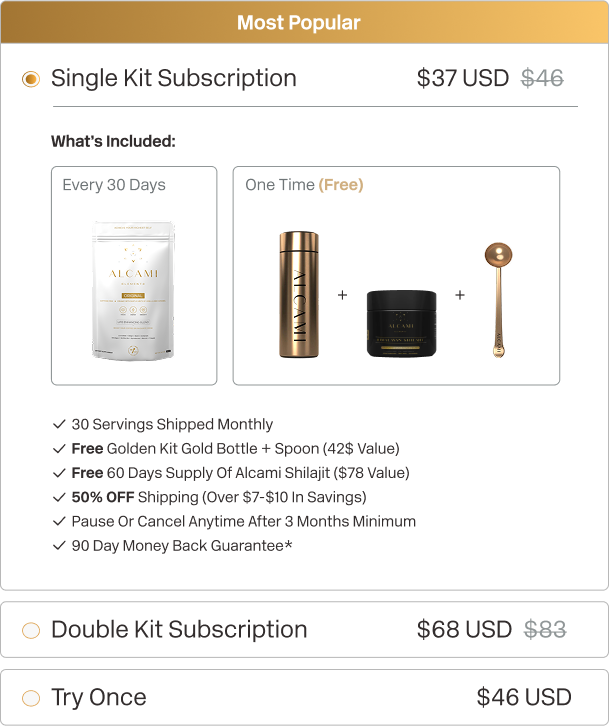 Most Popular
Single Kit Subscription $37 USD $46
What's Included:
Every 30 Days
One Time (Free)
ALCAMI
ORIGINAL
ALCAMI
+
ALCAMI
+
ALCAMI
30 Servings Shipped Monthly
Free Golden Kit Gold Bottle + Spoon (42$ Value)
Free 60 Days Supply Of Alcami Shilajit ($78 Value)
50% OFF Shipping (Over $7-$10 In Savings)
Pause Or Cancel Anytime After 3 Months Minimum
90 Day Money Back Guarantee*
Double Kit Subscription $68 USD $83
Try Once $46 USD